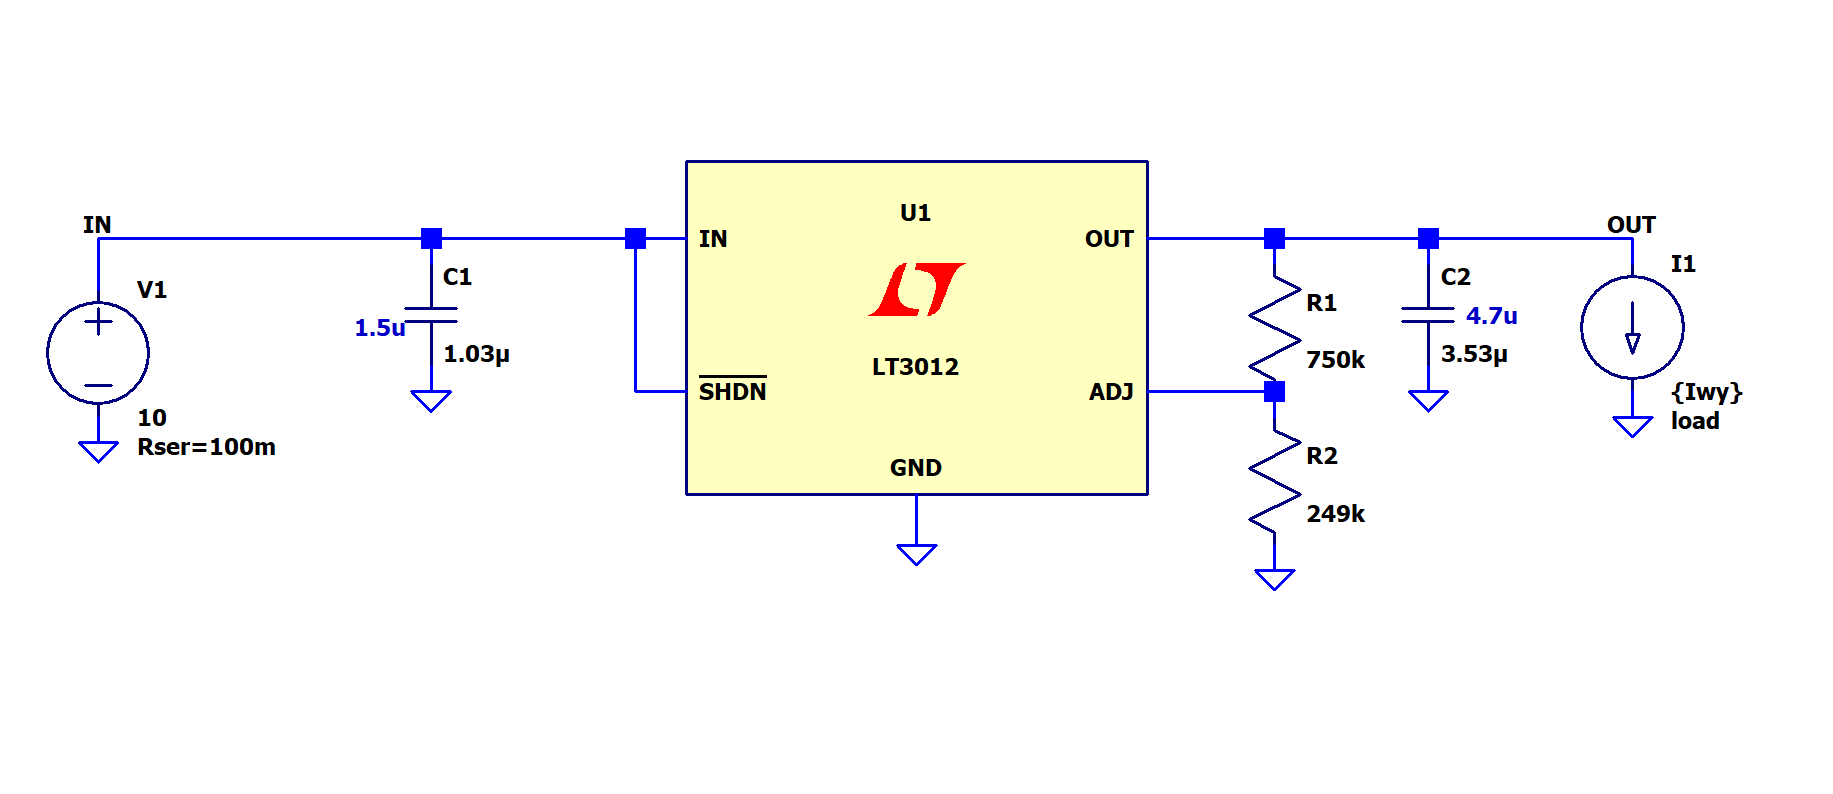 IN
V1
10
Rser=100m
C1
1.5u
1.03µ
U1
IN
OUT
LT3012
SHDN
ADJ
GND
R1
750k
R2
249k
C2
4.7u
3.53µ
OUT
I1
{Iwy}
load